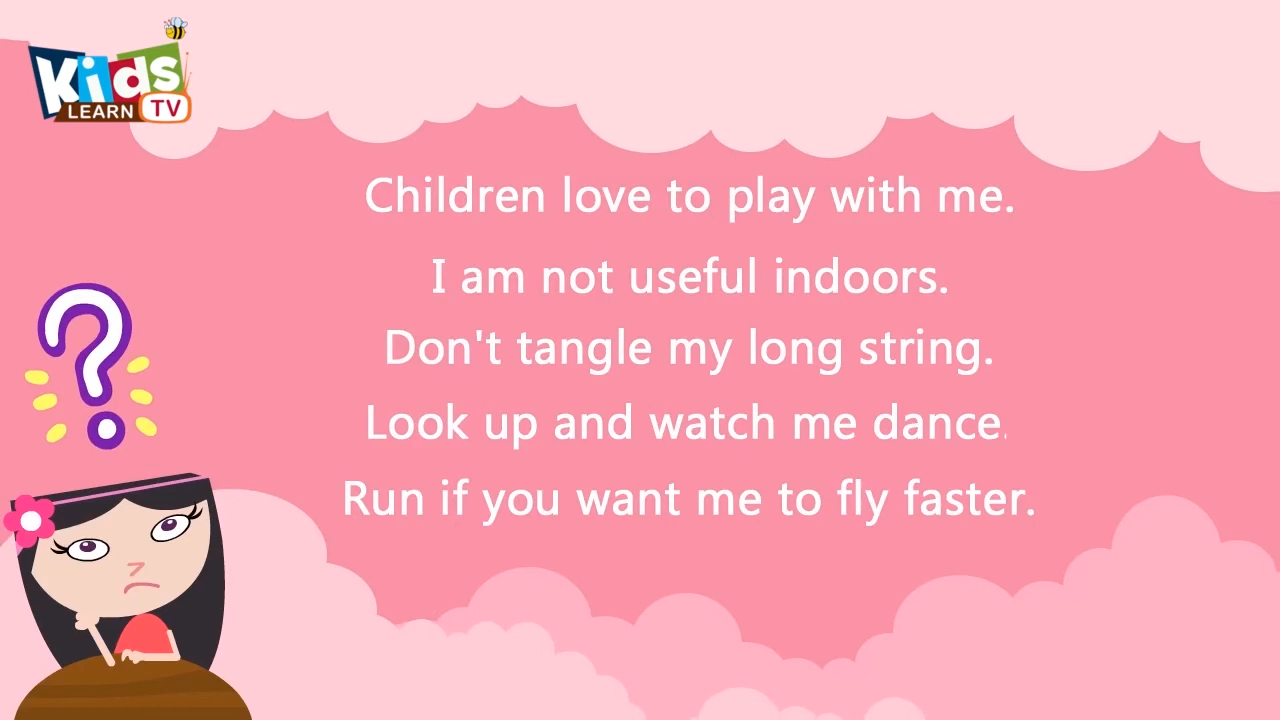 Kids
LEARN TV
Children love to play with me.
I am not useful indoors.
Don't tangle my long string.
Look up and watch me dance.
Run if you want me to fly faster.
?